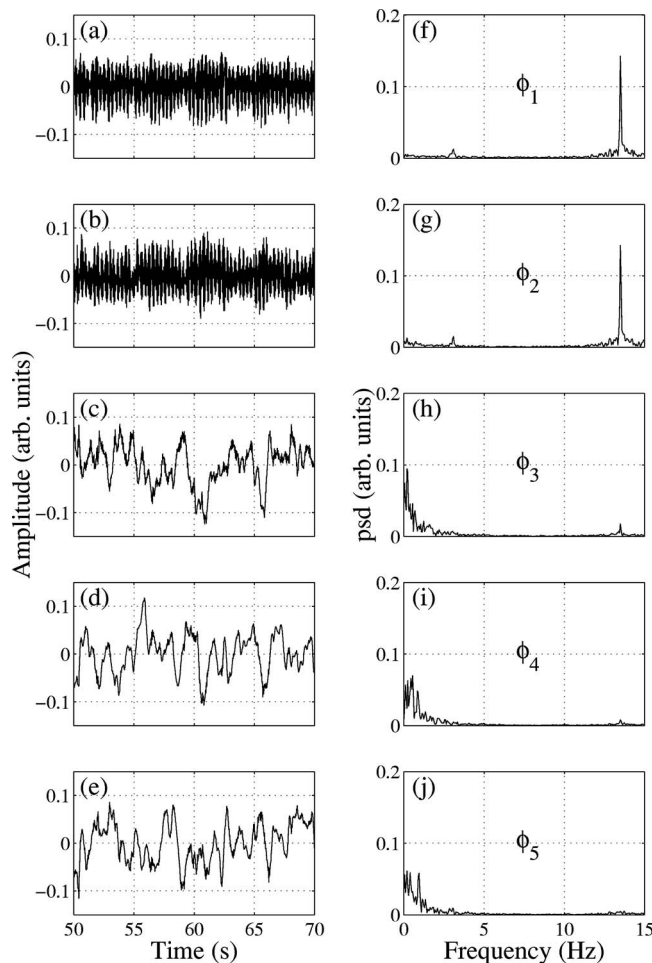 (a)
0.1
0
−0.1
(f)
0.2
0.1
0
ϕ1
(b)
0.1
0
−0.1
(g)
0.2
0.1
0
ϕ2
(c)
0.1
0
−0.1
(h)
0.2
0.1
0
ϕ3
(d)
0.1
0
−0.1
(i)
0.2
0.1
0
ϕ4
(e)
0.1
0
−0.1
(j)
0.2
0.1
0
ϕ5
Amplitude (arb. units)
psd (arb. units)
50 55 60 65 70
0 5 10 15
Time (s)
Frequency (Hz)